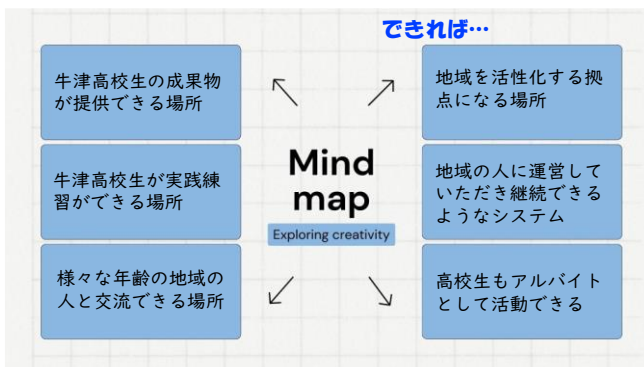 できれば…
牛津高校生の成果物
が提供できる場所
牛津高校生が実践練
習ができる場所
様々な年齢の地域の
人と交流できる場所
Mind
map
Exploring creativity
地域を活性化する拠
点になる場所
地域の人に運営して
いただき継続できる
ようなシステム
高校生もアルバイト
として活動できる